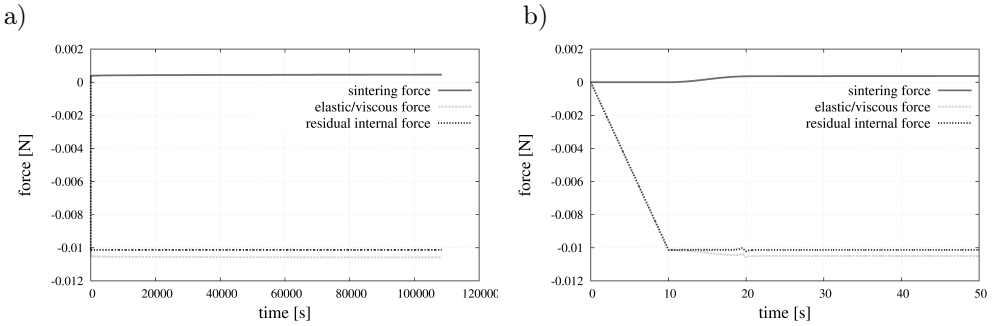 a)
0.002
0
-0.002
-0.004
-0.006
-0.008
-0.01
-0.012
force [N]
sintering force
elastic/viscous force
residual internal force
0 20000 40000 60000 80000 100000 120000
time [s]
b)
0.002
0
-0.002
-0.004
-0.006
-0.008
-0.01
-0.012
force [N]
sintering force
elastic/viscous force
residual internal force
0 10 20 30 40 50
time [s]